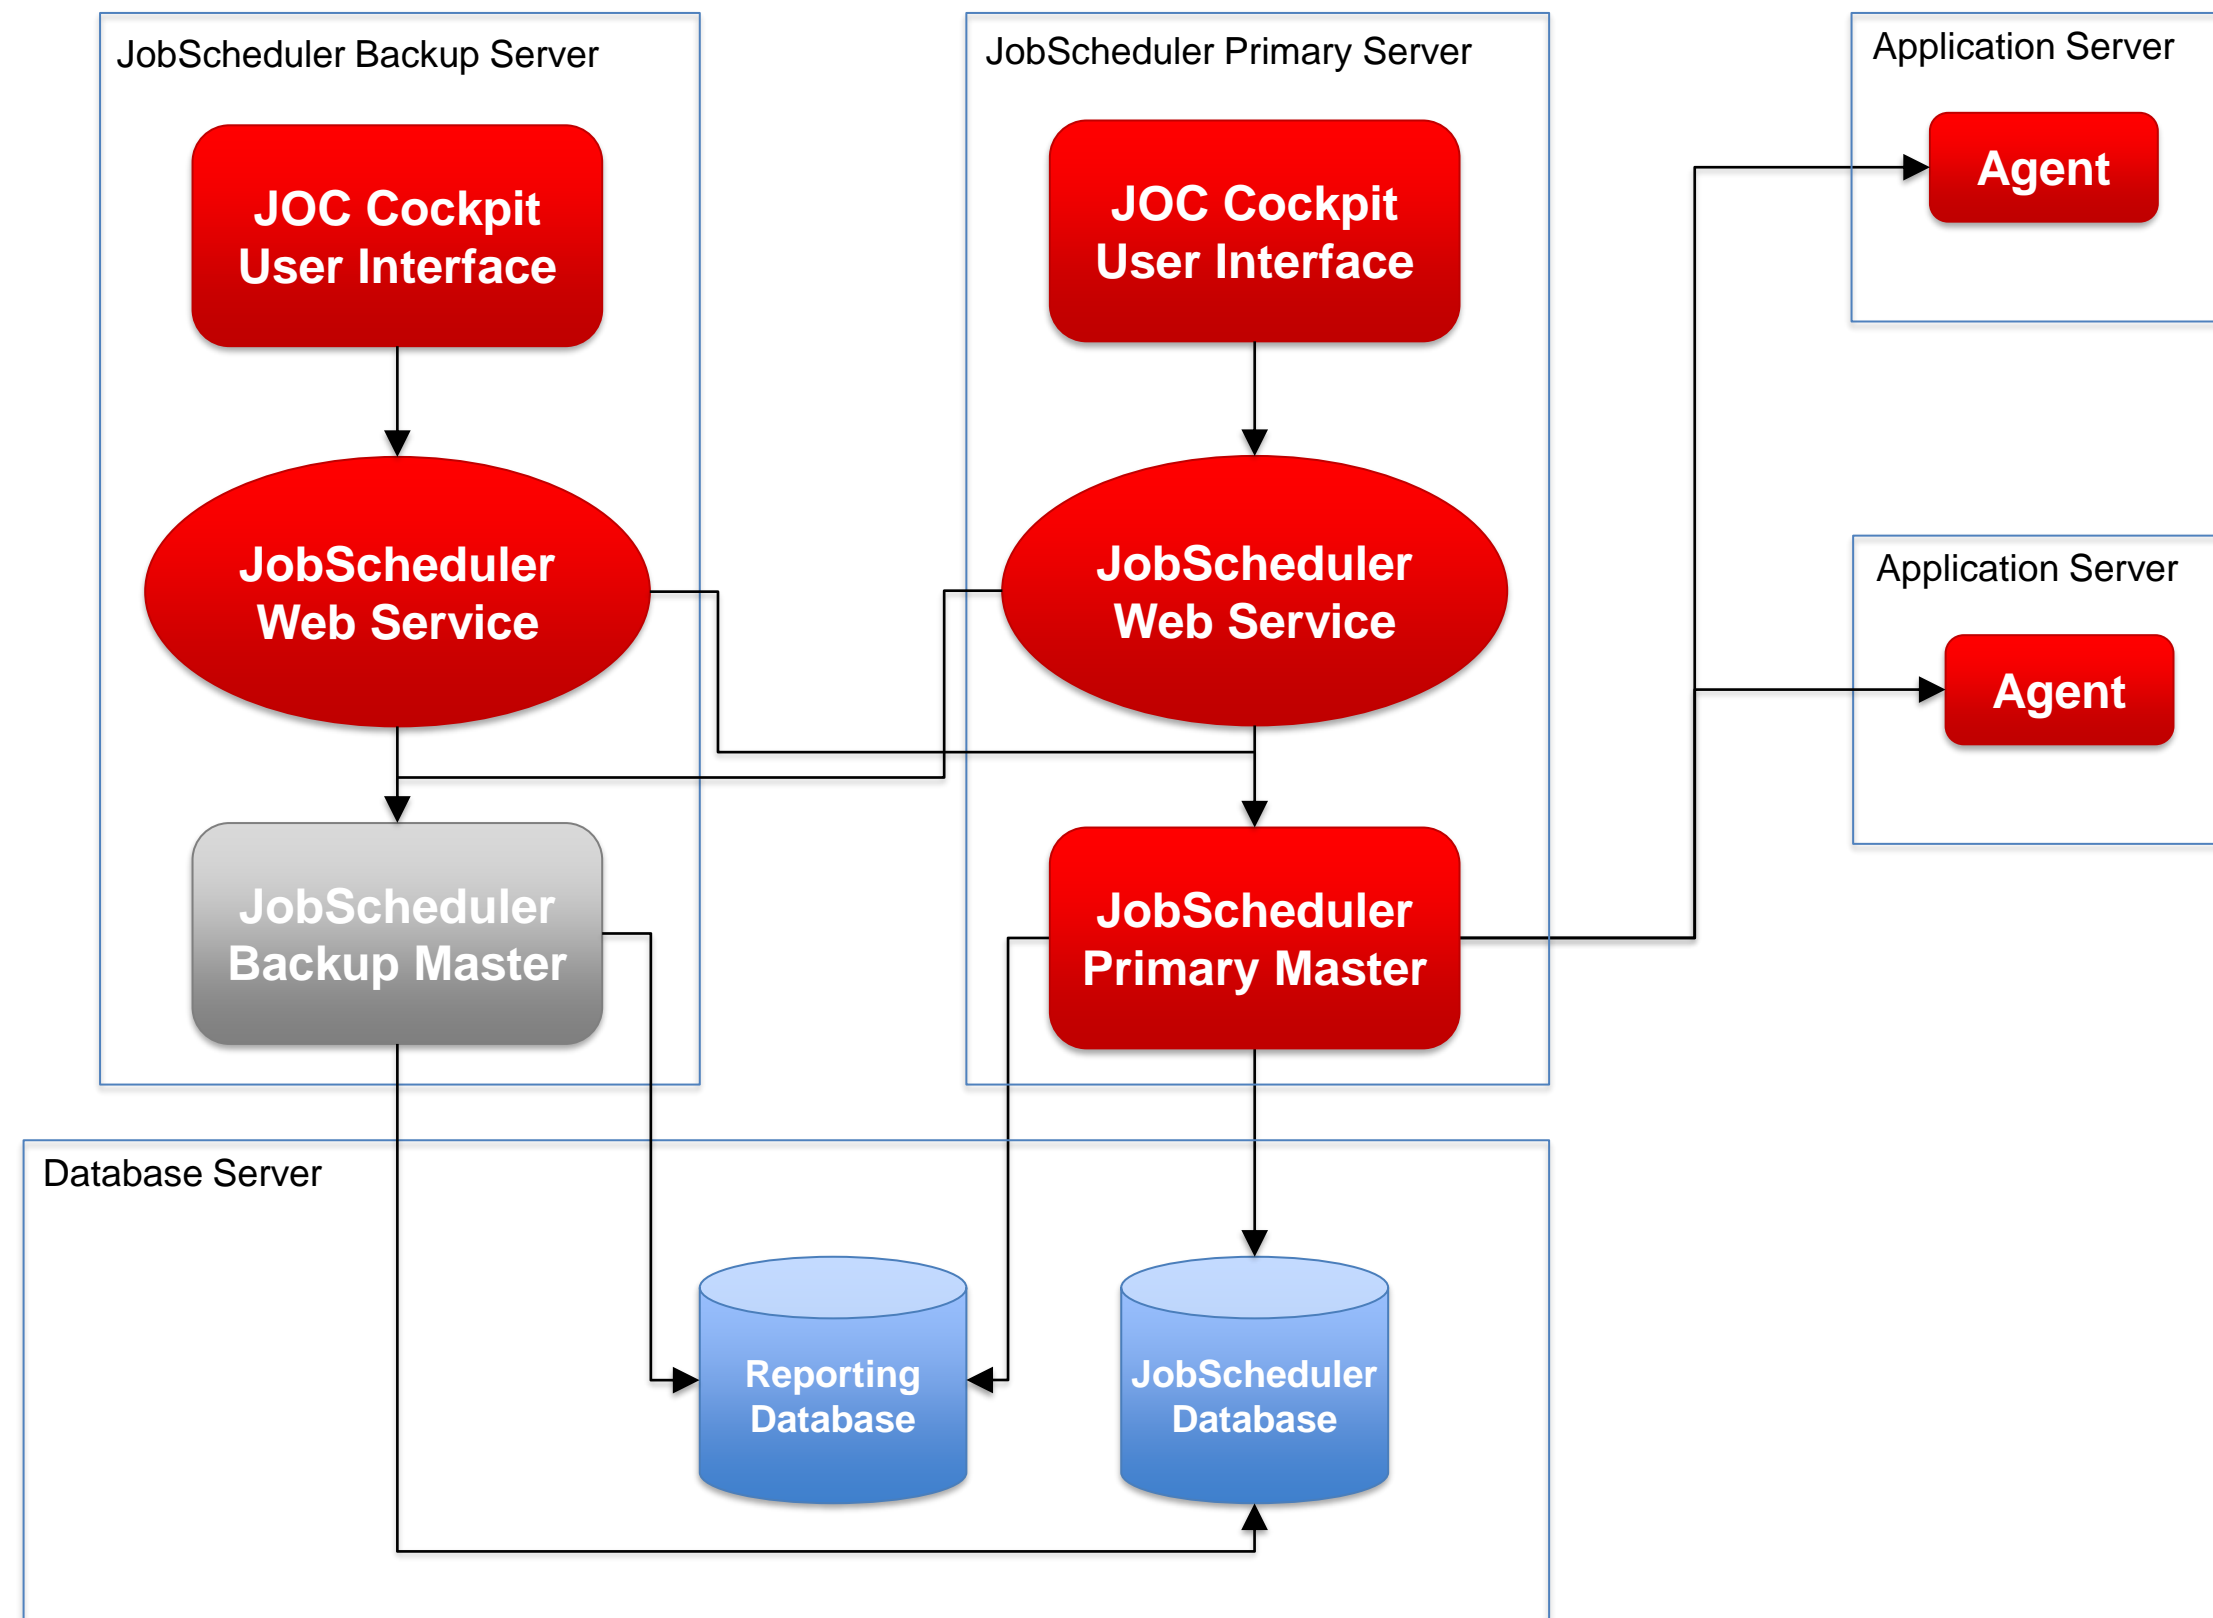 JobScheduler Backup Server
JOC Cockpit
User Interface
JobScheduler
Web Service
JobScheduler
Backup Master
JobScheduler Primary Server
JOC Cockpit
User Interface
JobScheduler
Web Service
JobScheduler
Primary Master
Application Server
Agent
Application Server
Agent
Database Server
Reporting
Database
JobScheduler
Database